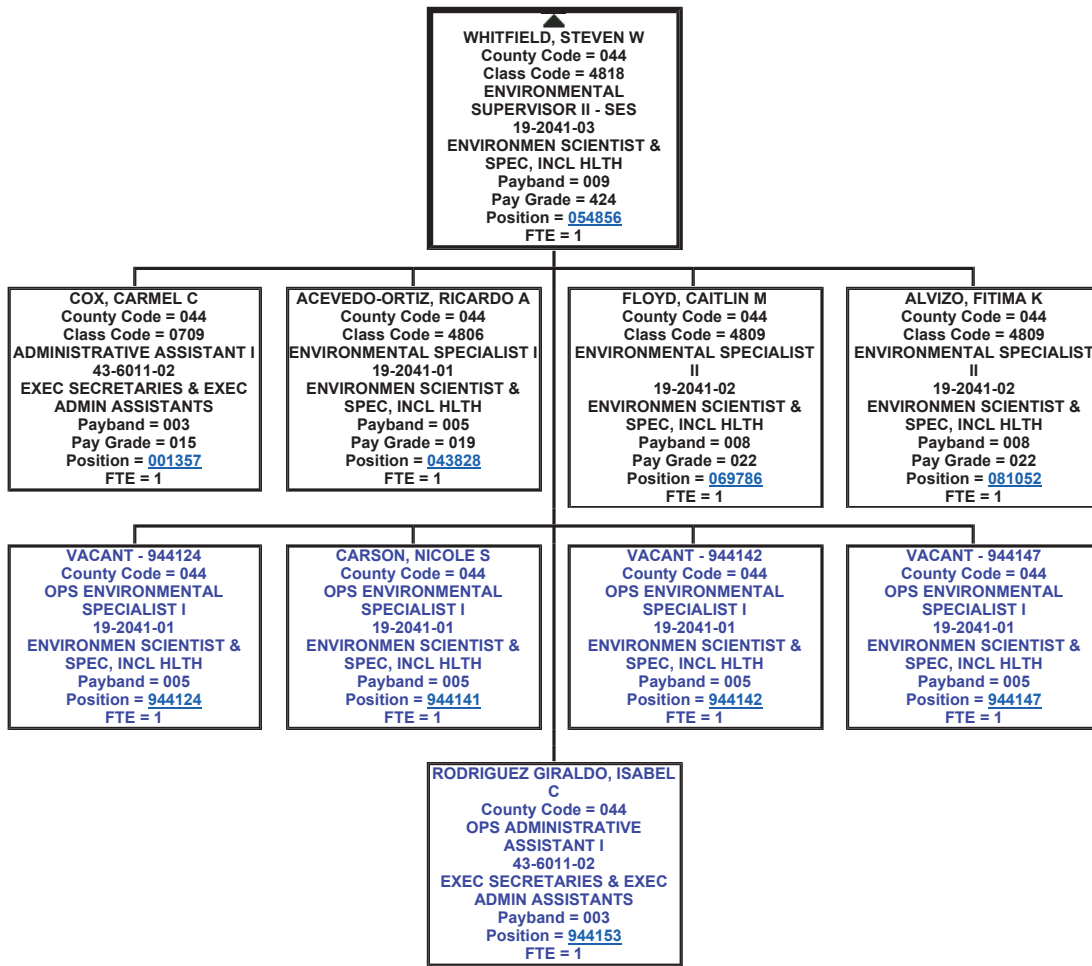 WHITFIELD, STEVEN W
County Code = 044
Class Code = 4818
ENVIRONMENTAL
SUPERVISOR II - SES
19-2041-03
ENVIRONMEN SCIENTIST &
SPEC, INCL HLTH
Payband = 009
Pay Grade = 424
Position = 054856
FTE = 1
COX, CARMEL C
County Code = 044
Class Code = 0709
ADMINISTRATIVE ASSISTANT I
43-6011-02
EXEC SECRETARIES & EXEC
ADMIN ASSISTANTS
Payband = 003
Pay Grade = 015
Position = 001357
FTE = 1
ACEVEDO-ORTIZ, RICARDO A
County Code = 044
Class Code = 4806
ENVIRONMENTAL SPECIALIST I
19-2041-01
ENVIRONMEN SCIENTIST &
SPEC, INCL HLTH
Payband = 005
Pay Grade = 019
Position = 043828
FTE = 1
FLOYD, CAITLIN M
County Code = 044
Class Code = 4809
ENVIRONMENTAL SPECIALIST
II
19-2041-02
ENVIRONMEN SCIENTIST &
SPEC, INCL HLTH
Payband = 008
Pay Grade = 022
Position = 069786
FTE = 1
ALVIZO, FITIMA K
County Code = 044
Class Code = 4809
ENVIRONMENTAL SPECIALIST
II
19-2041-02
ENVIRONMEN SCIENTIST &
SPEC, INCL HLTH
Payband = 008
Pay Grade = 022
Position = 081052
FTE = 1
VACANT - 944124
County Code = 044
OPS ENVIRONMENTAL
SPECIALIST I
19-2041-01
ENVIRONMEN SCIENTIST &
SPEC, INCL HLTH
Payband = 005
Position = 944124
FTE = 1
CARSON, NICOLE S
County Code = 044
OPS ENVIRONMENTAL
SPECIALIST I
19-2041-01
ENVIRONMEN SCIENTIST &
SPEC, INCL HLTH
Payband = 005
Position = 944141
FTE = 1
VACANT - 944142
County Code = 044
OPS ENVIRONMENTAL
SPECIALIST I
19-2041-01
ENVIRONMEN SCIENTIST &
SPEC, INCL HLTH
Payband = 005
Position = 944142
FTE = 1
VACANT - 944147
County Code = 044
OPS ENVIRONMENTAL
SPECIALIST I
19-2041-01
ENVIRONMEN SCIENTIST &
SPEC, INCL HLTH
Payband = 005
Position = 944147
FTE = 1
RODRIGUEZ GIRALDO, ISABEL
C
County Code = 044
OPS ADMINISTRATIVE
ASSISTANT I
43-6011-02
EXEC SECRETARIES & EXEC
ADMIN ASSISTANTS
Payband = 003
Position = 944153
FTE = 1